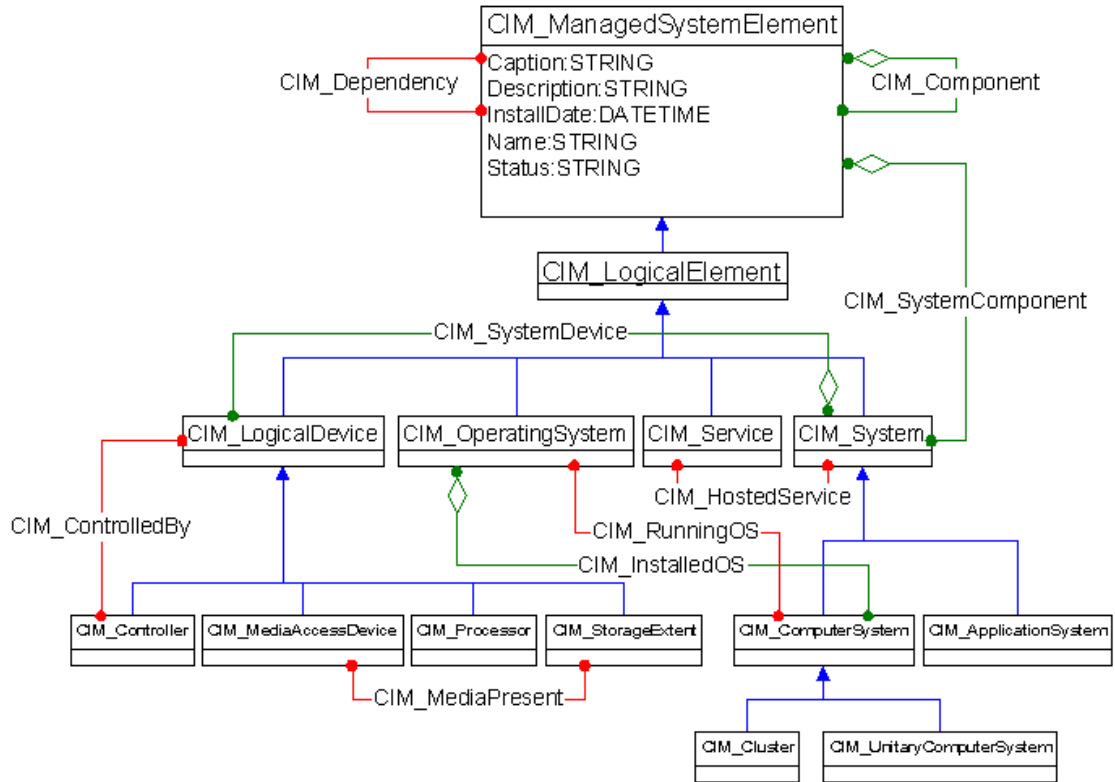 CIM_ManagedSystemElement
Caption:STRING
Description:STRING
InstallDate:DATETIME
Name:STRING
Status:STRING
CIM_Dependency
CIM_Component
CIM_LogicalElement
CIM_SystemComponent
CIM_SystemDevice
CIM_LogicalDevice
CIM_OperatingSystem
CIM_Service
CIM_System
CIM_HostedService
CIM_ControlledBy
CIM_RunningOS
CIM_InstalledOS
CIM_Controller
CIM_MediaAccessDevice
CIM_Processor
CIM_StorageExtent
CIM_ComputerSystem
CIM_ApplicationSystem
CIM_MediaPresent
CIM_Cluster
CIM_UnitaryComputerSystem